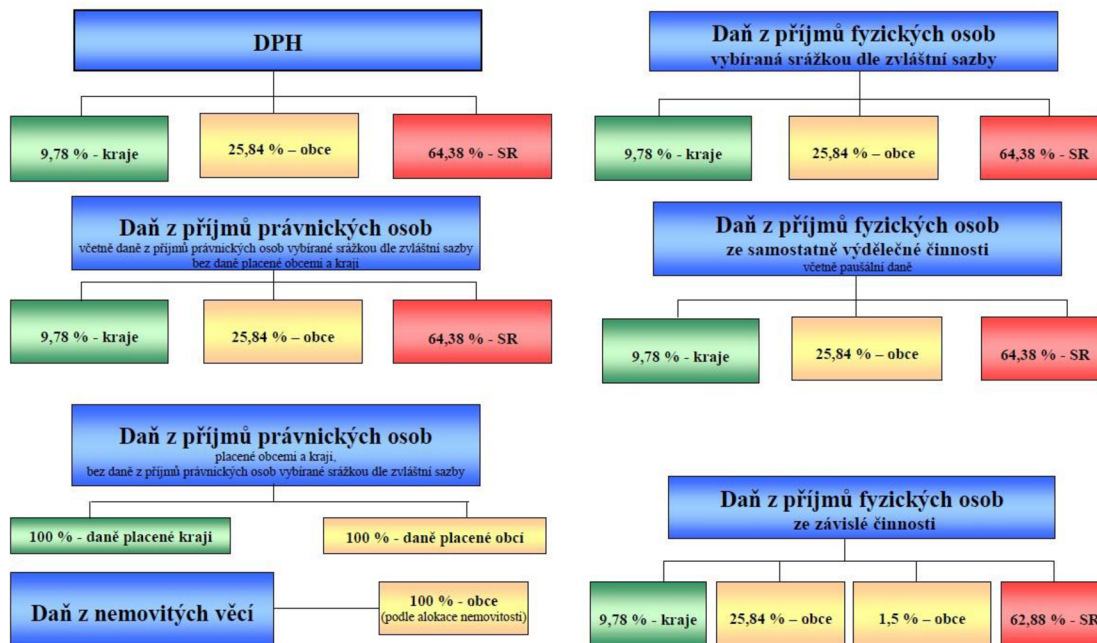 DPH
9,78 % - kraje
25,84 % – obce
64,38 % - SR
Daň z příjmů právnických osob
včetně daně z příjmů právnických osob vybírané srážkou dle zvláštní sazby
bez daně placené obcemi a kraji
9,78 % - kraje
25,84 % – obce
64,38 % - SR
Daň z příjmů právnických osob
placené obcemi a kraji,
bez daně z příjmů právnických osob vybírané srážkou dle zvláštní sazby
100 % - daně placené kraji
100 % - daně placené obcí
Daň z nemovitých věcí
100 % - obce
(podle alokace nemovitostí)
Daň z příjmů fyzických osob
vybíraná srážkou dle zvláštní sazby
9,78 % - kraje
25,84 % – obce
64,38 % - SR
Daň z příjmů fyzických osob
ze samostatně výdělečné činnosti
včetně paušální daně
9,78 % - kraje
25,84 % – obce
64,38 % - SR
Daň z příjmů fyzických osob
ze závislé činnosti
9,78 % - kraje
25,84 % – obce
1,5 % – obce
62,88 % - SR